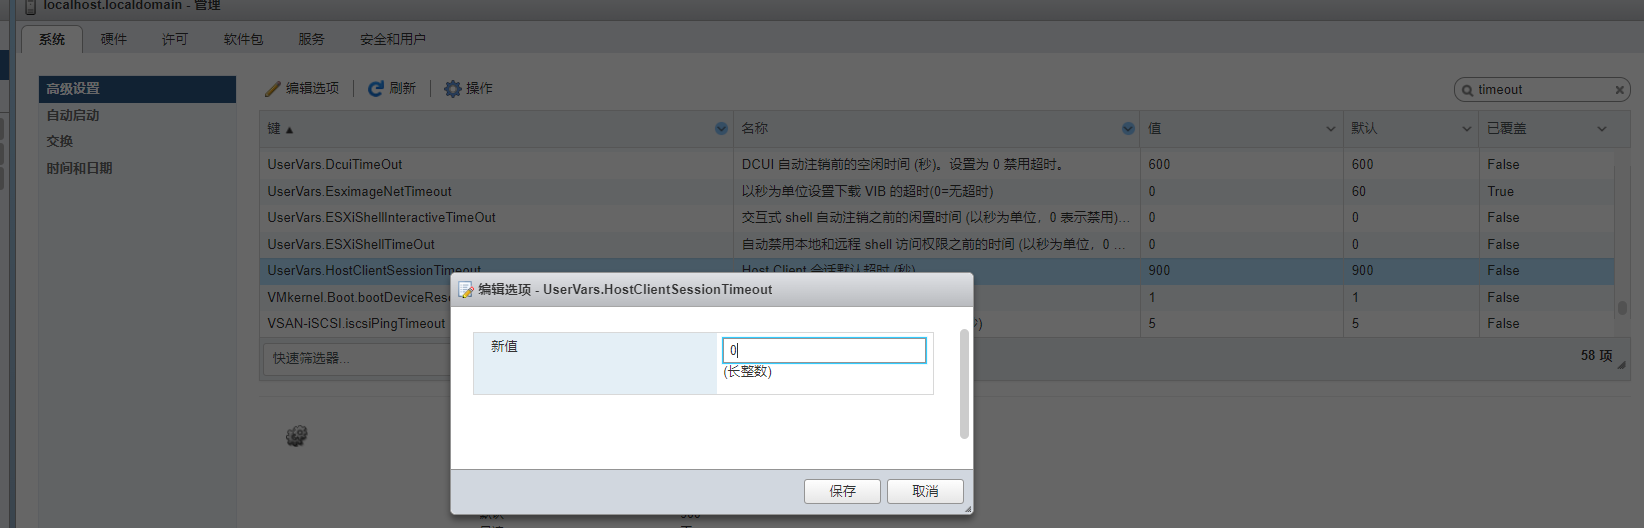 localhost.localdomain - 管理
系统 硬件 许可 软件包 服务 安全和用户
高级设置
自动启动
交换
时间和日期
编辑选项 刷新 操作 timeout
键 ▲ 名称 值 默认 已覆盖
UserVars.DcuiTimeOut DCUI 自动注销前的空闲时间 (秒)。设置为 0 禁用超时。 600 600 False
UserVars.EsximageNetTimeout 以秒为单位设置下载 VIB 的超时(0=无超时) 0 60 True
UserVars.ESXiShellInteractiveTimeOut 交互式 shell 自动注销之前的闲置时间 (以秒为单位，0 表示禁用)... 0 0 False
UserVars.ESXiShellTimeOut 自动禁用本地和远程 shell 访问权限之前的时间 (以秒为单位，0 ... 0 0 False
UserVars.HostClientSessionTimeout Host Client 会话默认超时 (秒) 900 900 False
VMkernel.Boot.bootDeviceRes 1 1 False
VSAN-iSCSI.iscsiPingTimeout 5 5 False
快速筛选器... 58 项
编辑选项 - UserVars.HostClientSessionTimeout
新值 0
(长整数)
保存 取消